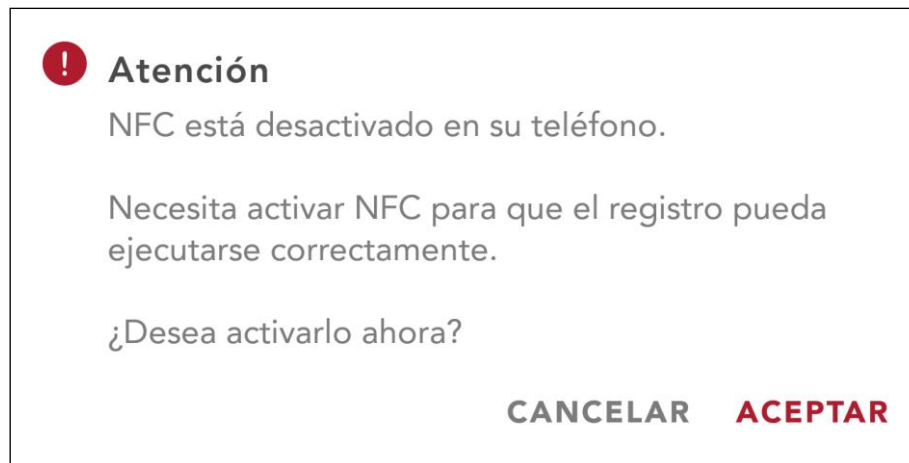 Atención
NFC está desactivado en su teléfono.
Necesita activar NFC para que el registro pueda
ejecutarse correctamente.
¿Desea activarlo ahora?
CANCELAR ACEPTAR